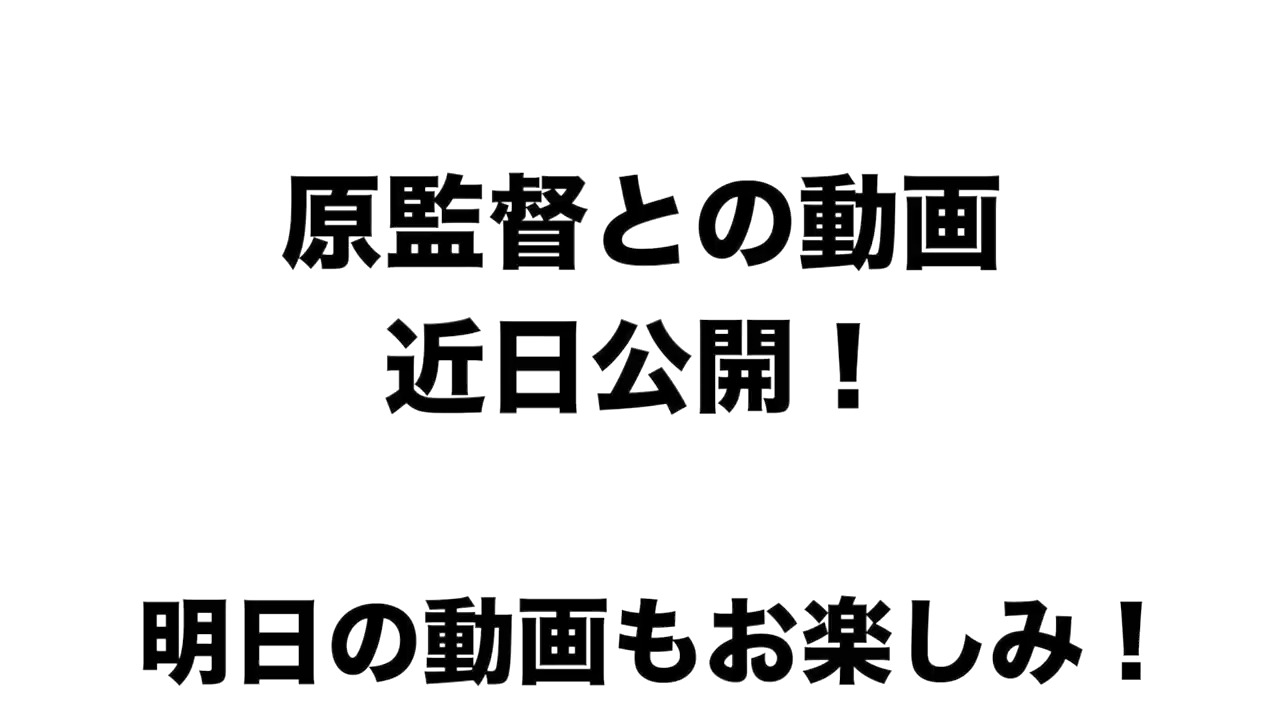 原監督との動画
近日公開！
明日の動画もお楽しみ！